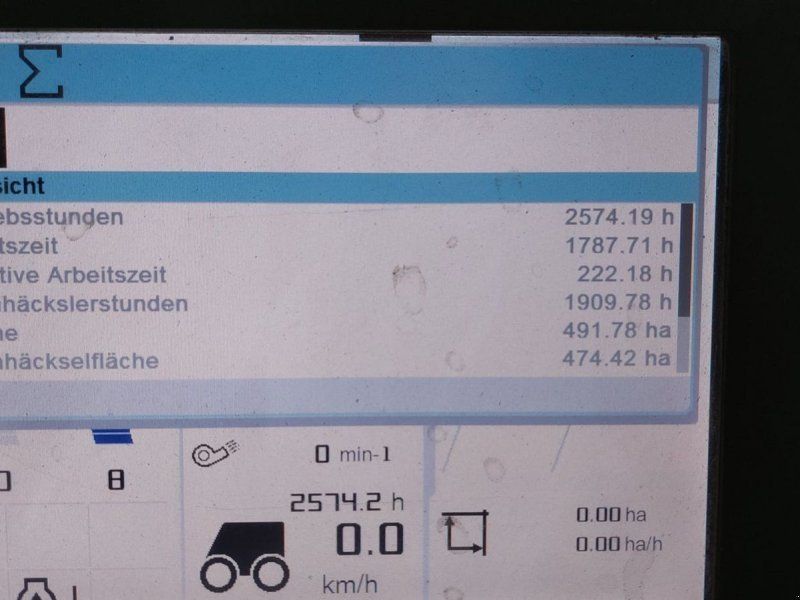 Σ
sicht
ebsstunden 2574.19 h
tszeit 1787.71 h
tive Arbeitszeit 222.18 h
häckslerstunden 1909.78 h
he 491.78 ha
häckselfläche 474.42 ha
8
0 min-1
2574.2 h
0.0
km/h
0.00 ha
0.00 ha/h